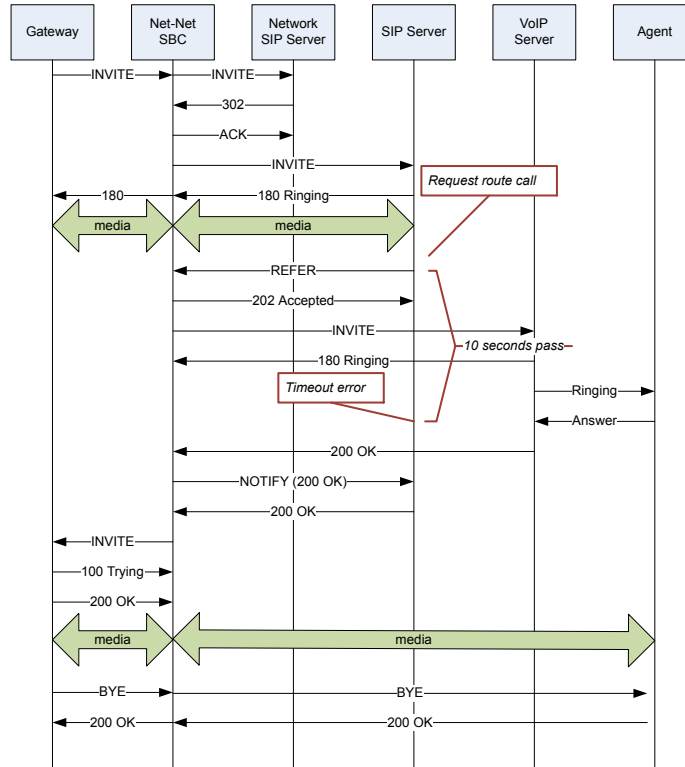 Gateway
Net-Net
SBC
Network
SIP Server
SIP Server
VoIP
Server
Agent
INVITE
INVITE
302
ACK
INVITE
Request route call
180
180 Ringing
media
media
REFER
202 Accepted
INVITE
10 seconds pass
180 Ringing
Timeout error
Ringing
Answer
200 OK
NOTIFY (200 OK)
200 OK
INVITE
100 Trying
200 OK
media
media
BYE
BYE
200 OK
200 OK